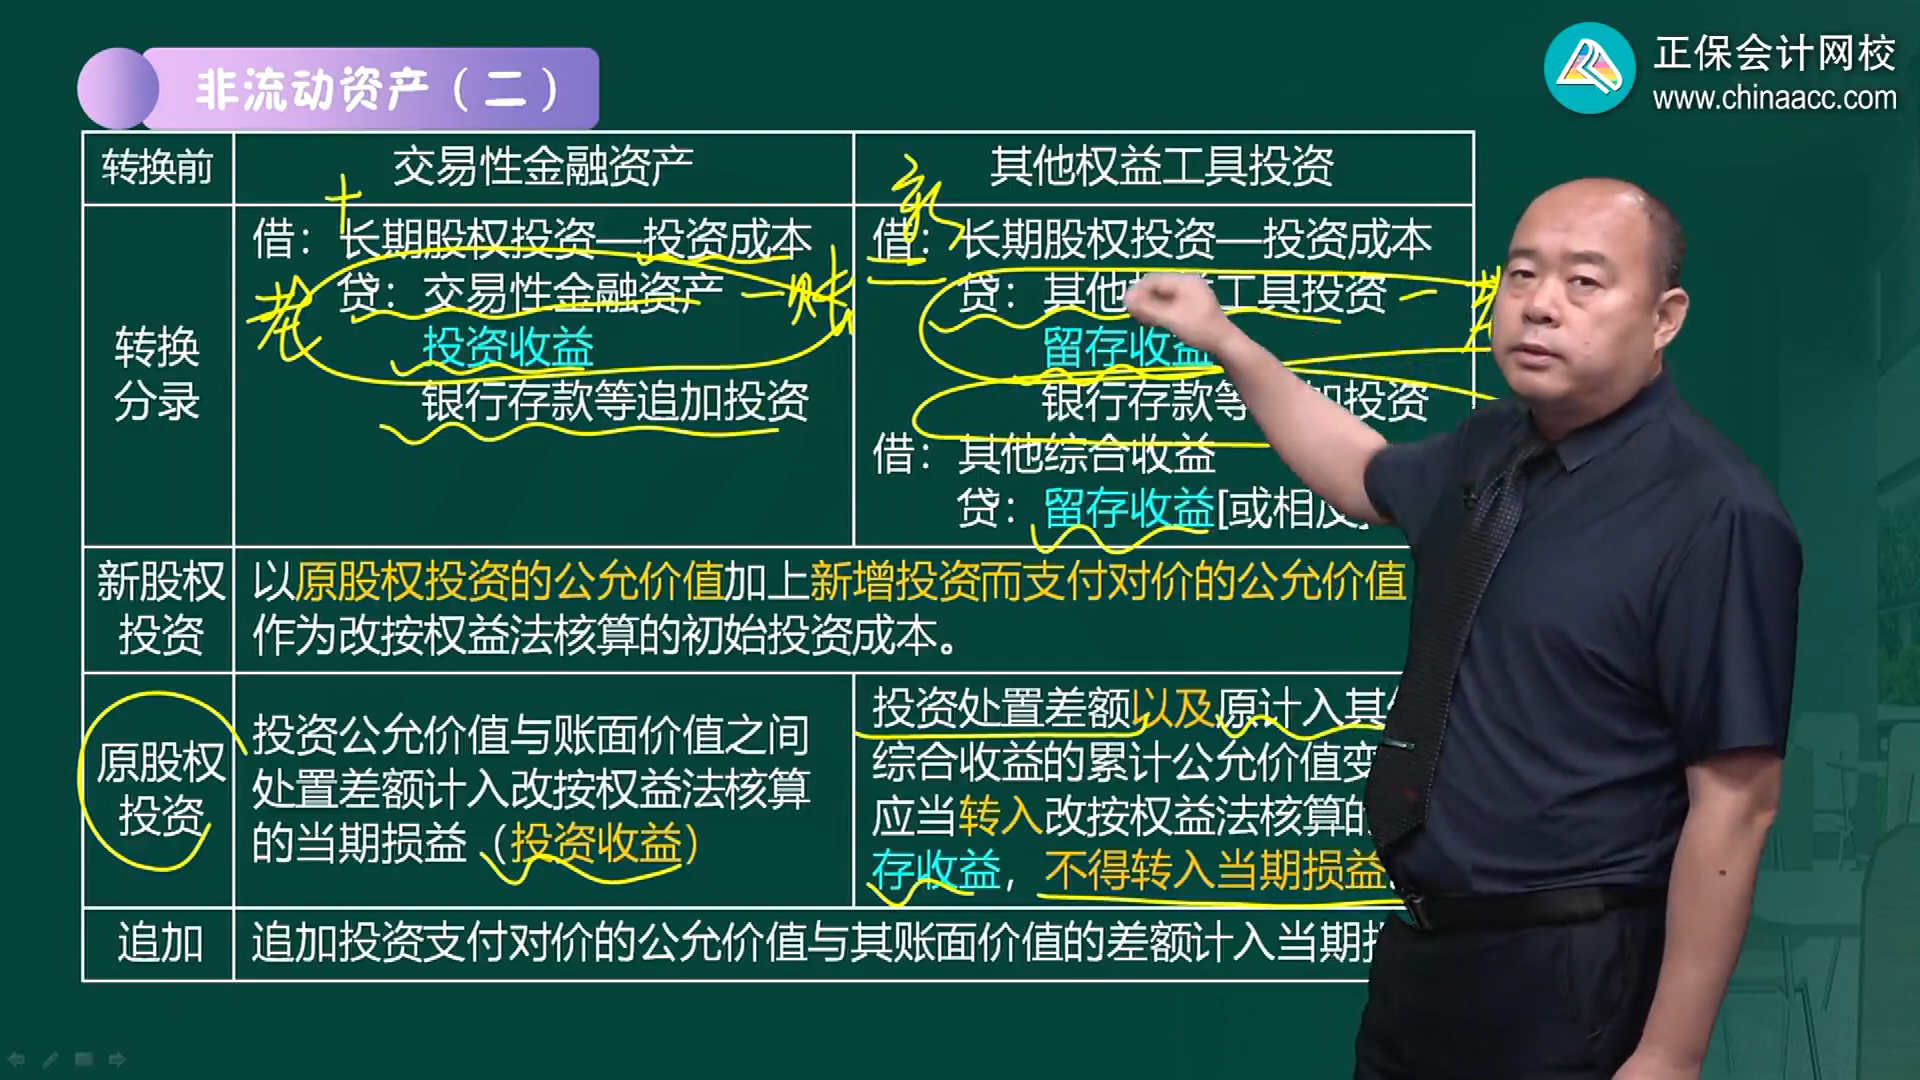 非流动资产（二）
正保会计网校
www.chinaacc.com
转换前
交易性金融资产
其他权益工具投资
转换
分录
借：长期股权投资—投资成本
贷：交易性金融资产
投资收益
银行存款等追加投资
借：长期股权投资—投资成本
贷：其他 工具投资
留存收益
银行存款等 加投资
借：其他综合收益
贷：留存收益[或相反]
新股权
投资
以原股权投资的公允价值加上新增投资而支付对价的公允价值
作为改按权益法核算的初始投资成本。
原股权
投资
投资公允价值与账面价值之间
处置差额计入改按权益法核算
的当期损益（投资收益）
投资处置差额以及原计入其
综合收益的累计公允价值变
应当转入改按权益法核算的
存收益，不得转入当期损益。
追加
追加投资支付对价的公允价值与其账面价值的差额计入当期
老
账
新